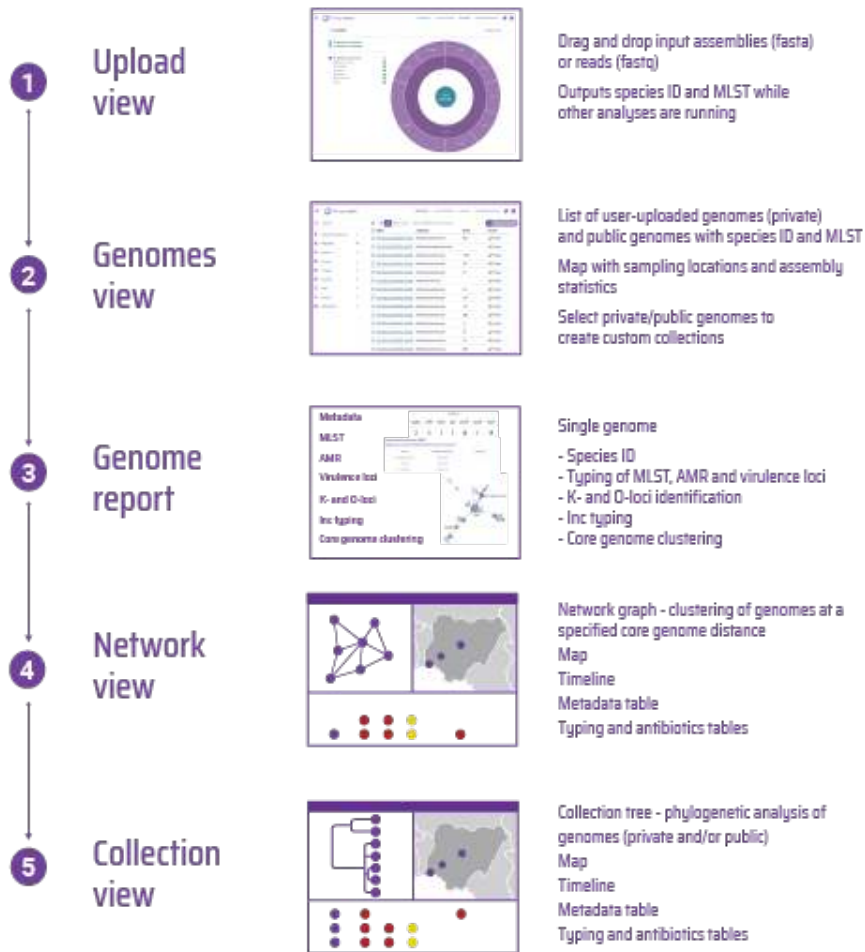 1
Upload
view
Drag and drop input assemblies (fasta)
or reads (fastq)
Outputs species ID and MLST while
other analyses are running
2
Genomes
view
List of user-uploaded genomes (private)
and public genomes with species ID and MLST
Map with sampling locations and assembly
statistics
Select private/public genomes to
create custom collections
3
Genome
report
Metadata
MLST
AMR
Virulence loci
K- and O-loci
Inc typing
Core genome clustering
Single genome
- Species ID
- Typing of MLST, AMR and virulence loci
- K- and O-loci identification
- Inc typing
- Core genome clustering
4
Network
view
Network graph - clustering of genomes at a
specified core genome distance
Map
Timeline
Metadata table
Typing and antibiotics tables
5
Collection
view
Collection tree - phylogenetic analysis of
genomes (private and/or public)
Map
Timeline
Metadata table
Typing and antibiotics tables